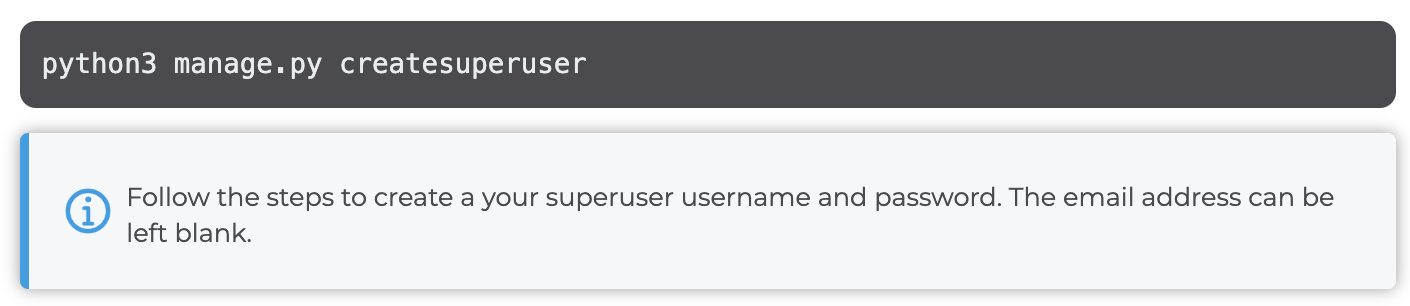 python3 manage.py createsuperuser
Follow the steps to create a your superuser username and password. The email address can be
left blank.